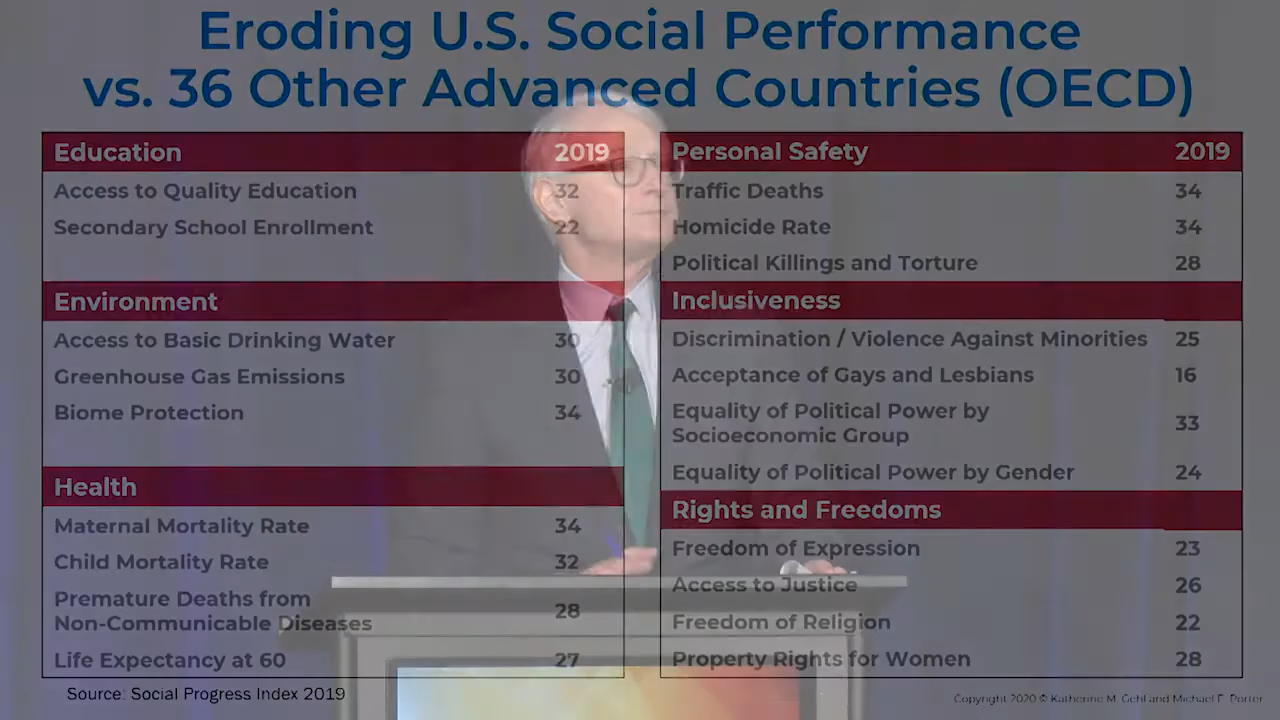 Eroding U.S. Social Performance
vs. 36 Other Advanced Countries (OECD)
Education 2019
Access to Quality Education 32
Secondary School Enrollment 22
Environment
Access to Basic Drinking Water 30
Greenhouse Gas Emissions 30
Biome Protection 34
Health
Maternal Mortality Rate 34
Child Mortality Rate 32
Premature Deaths from
Non-Communicable Diseases 28
Life Expectancy at 60 27
Personal Safety 2019
Traffic Deaths 34
Homicide Rate 34
Political Killings and Torture 28
Inclusiveness
Discrimination / Violence Against Minorities 25
Acceptance of Gays and Lesbians 16
Equality of Political Power by
Socioeconomic Group 33
Equality of Political Power by Gender 24
Rights and Freedoms
Freedom of Expression 23
Access to Justice 26
Freedom of Religion 22
Property Rights for Women 28
Source: Social Progress Index 2019
Copyright 2020 © Katherine M. Gehl and Michael E. Porter